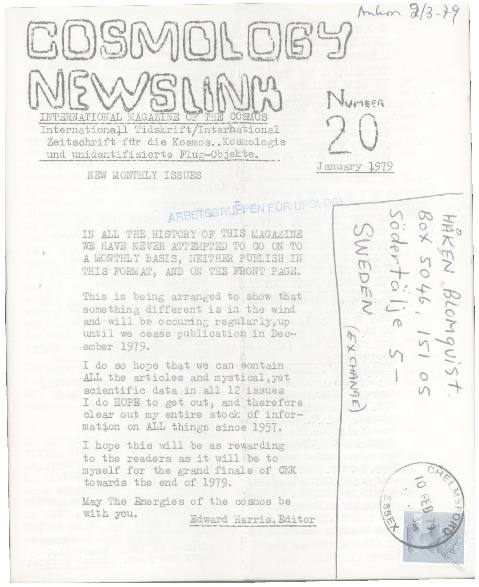 Ankom 2/3-79
COSMOLOGY
NEWSLINK
INTERNATIONAL MAGAZINE OF THE COSMOS
Internationell Tidskrift/International
Zeitschrift für die Kosmos..Kosmologie
und unidentifizierte Flug-Objekte.
NUMBER
20
January 1979
NEW MONTHLY ISSUES
ARBETSGRUPPEN FÖR UFOLOGI
IN ALL THE HISTORY OF THIS MAGAZINE
WE HAVE NEVER ATTEMPTED TO GO ON TO
A MONTHLY BASIS, NEITHER PUBLISH IN
THIS FORMAT, AND ON THE FRONT PAGE.
This is being arranged to show that
something different is in the wind
and will be occuring regularly,up
until we cease publication in Dec-
ember 1979.
I do so hope that we can contain
ALL the articles and mystical,yet
scientific data in all 12 issues
I do HOPE to get out, and therefore
clear out my entire stock of infor-
mation on ALL things since 1957.
I hope this will be as rewarding
to the readers as it will be to
myself for the grand finale of CNK
towards the end of 1979.
May The Energies of the cosmos be
with you.
Edward Harris.Editor
HÅKEN BLOMQVIST.
BOX 5046, 151 05
Södertälje 5-
SWEDEN
(EXCHANGE)
CHELMSFORD
10 FEB
ESSEX